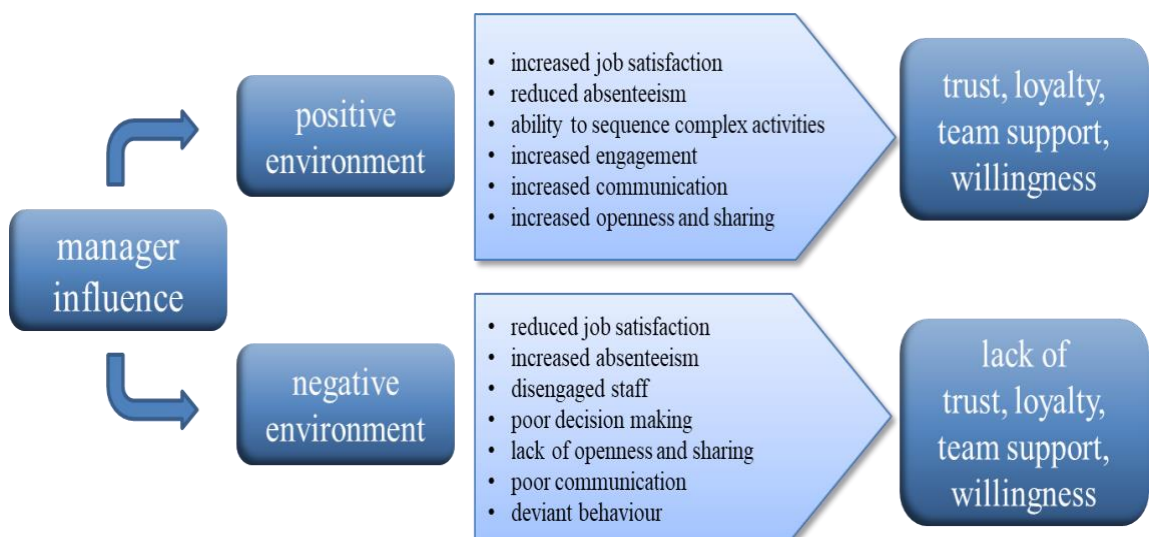 manager
influence
positive
environment
• increased job satisfaction
• reduced absenteeism
• ability to sequence complex activities
• increased engagement
• increased communication
• increased openness and sharing
trust, loyalty,
team support,
willingness
negative
environment
• reduced job satisfaction
• increased absenteeism
• disengaged staff
• poor decision making
• lack of openness and sharing
• poor communication
• deviant behaviour
lack of
trust, loyalty,
team support,
willingness